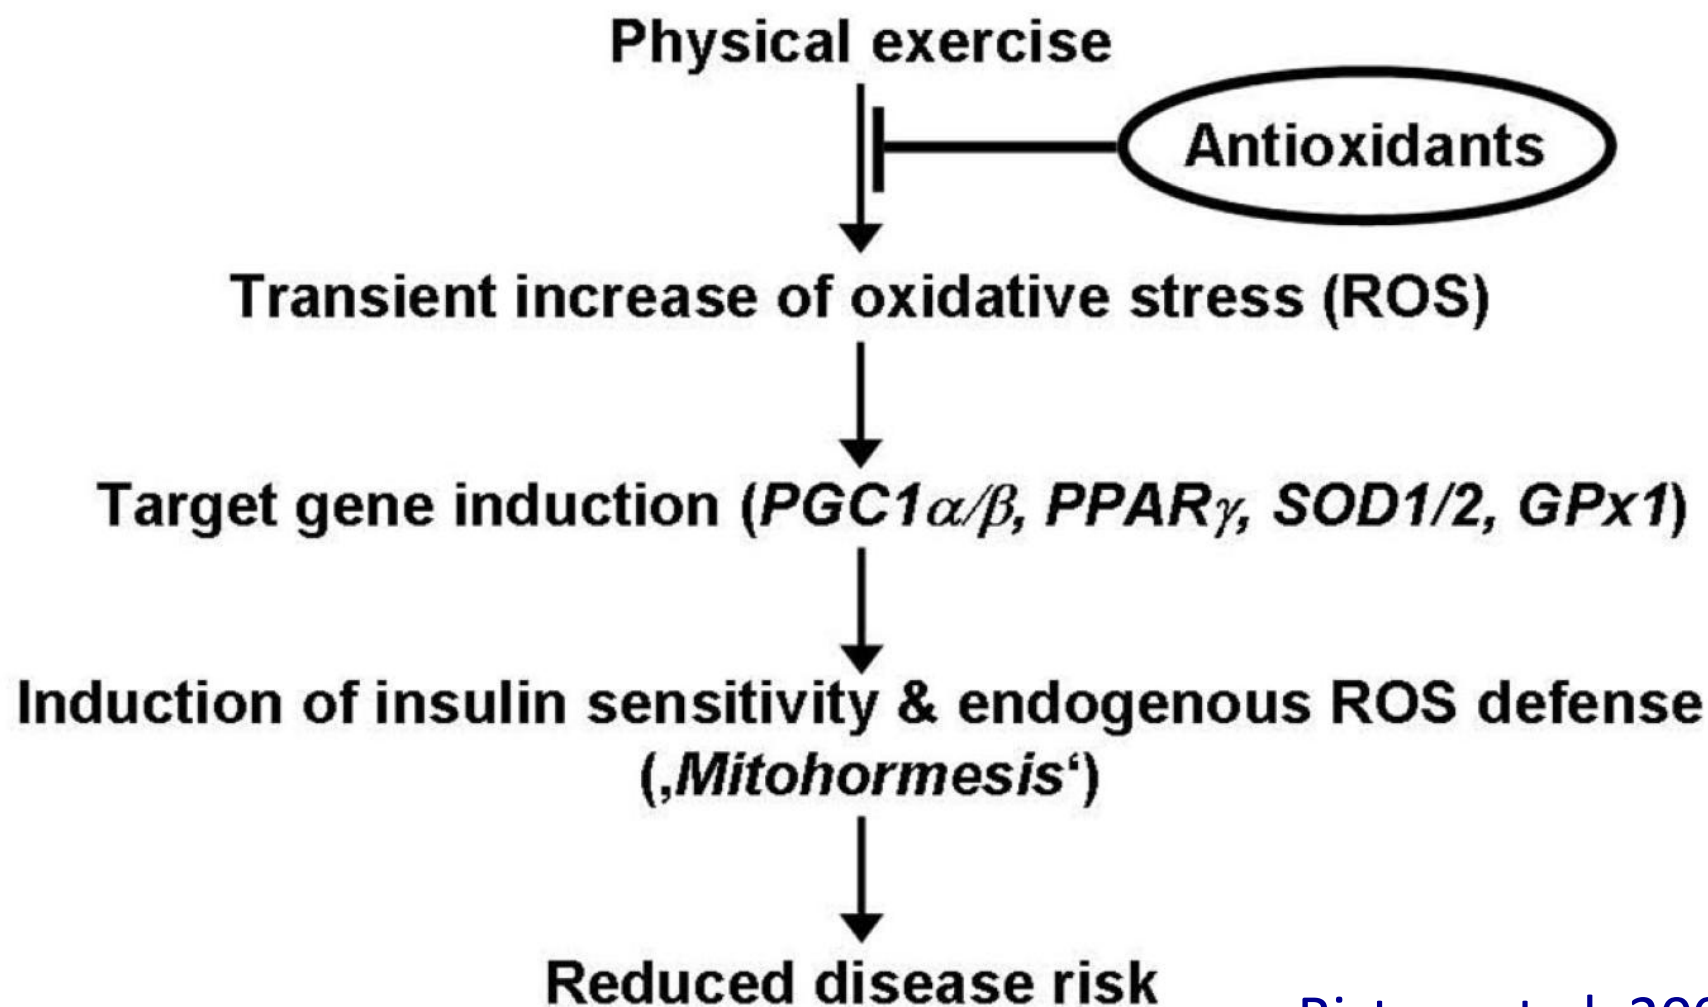 Physical exercise
Antioxidants
Transient increase of oxidative stress (ROS)
Target gene induction (PGC1α/β, PPARγ, SOD1/2, GPx1)
Induction of insulin sensitivity & endogenous ROS defense
(‚Mitohormesis‘)
Reduced disease risk